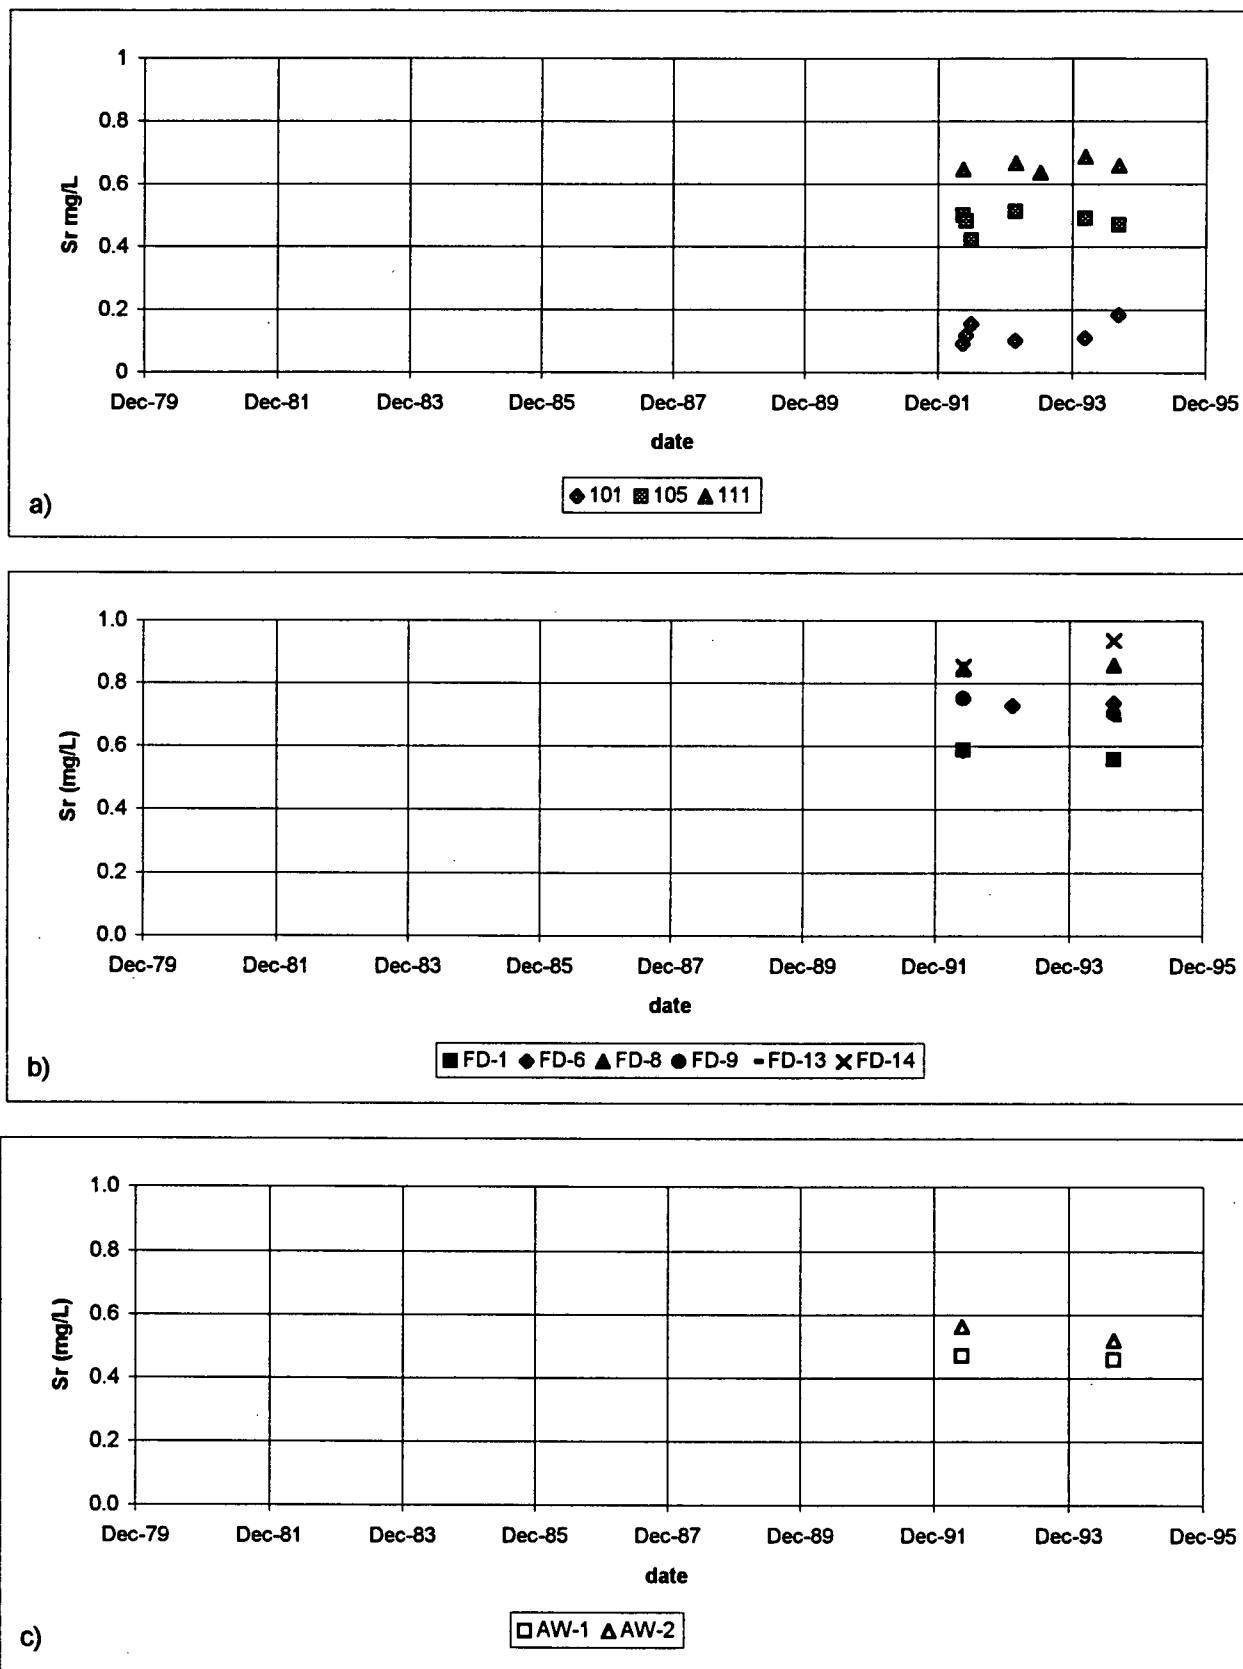 1
0.8
0.6
0.4
0.2
0
Sr mg/L
Dec-79 Dec-81 Dec-83 Dec-85 Dec-87 Dec-89 Dec-91 Dec-93 Dec-95
date
101 105 111
a)
1.0
0.8
0.6
0.4
0.2
0.0
Sr (mg/L)
Dec-79 Dec-81 Dec-83 Dec-85 Dec-87 Dec-89 Dec-91 Dec-93 Dec-95
date
FD-1 FD-6 FD-8 FD-9 FD-13 FD-14
b)
1.0
0.8
0.6
0.4
0.2
0.0
Sr (mg/L)
Dec-79 Dec-81 Dec-83 Dec-85 Dec-87 Dec-89 Dec-91 Dec-93 Dec-95
date
AW-1 AW-2
c)